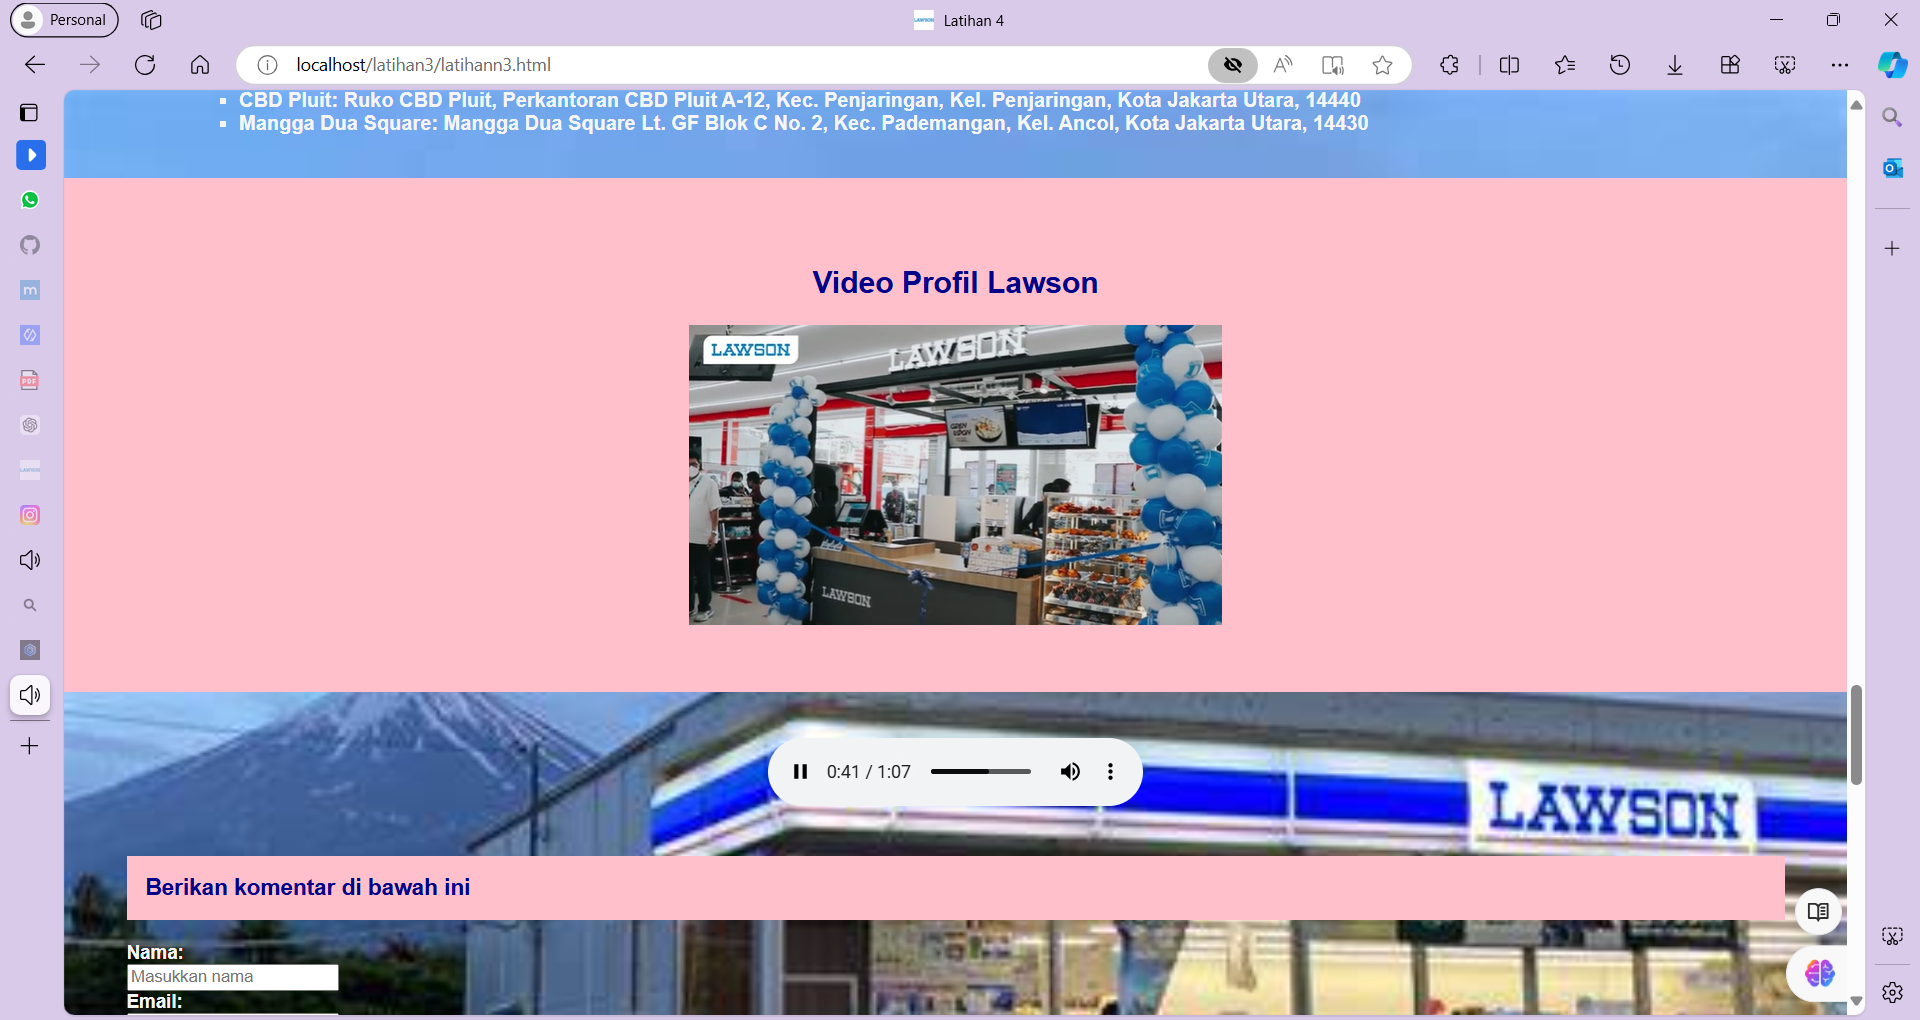 Personal
Latihan 4
localhost/latihan3/latihann3.html
CBD Pluit: Ruko CBD Pluit, Perkantoran CBD Pluit A-12, Kec. Penjaringan, Kel. Penjaringan, Kota Jakarta Utara, 14440
Mangga Dua Square: Mangga Dua Square Lt. GF Blok C No. 2, Kec. Pademangan, Kel. Ancol, Kota Jakarta Utara, 14430
Video Profil Lawson
LAWSON
LAWSON
LAWSON
0:41 / 1:07
LAWSON
Berikan komentar di bawah ini
Nama:
Masukkan nama
Email: